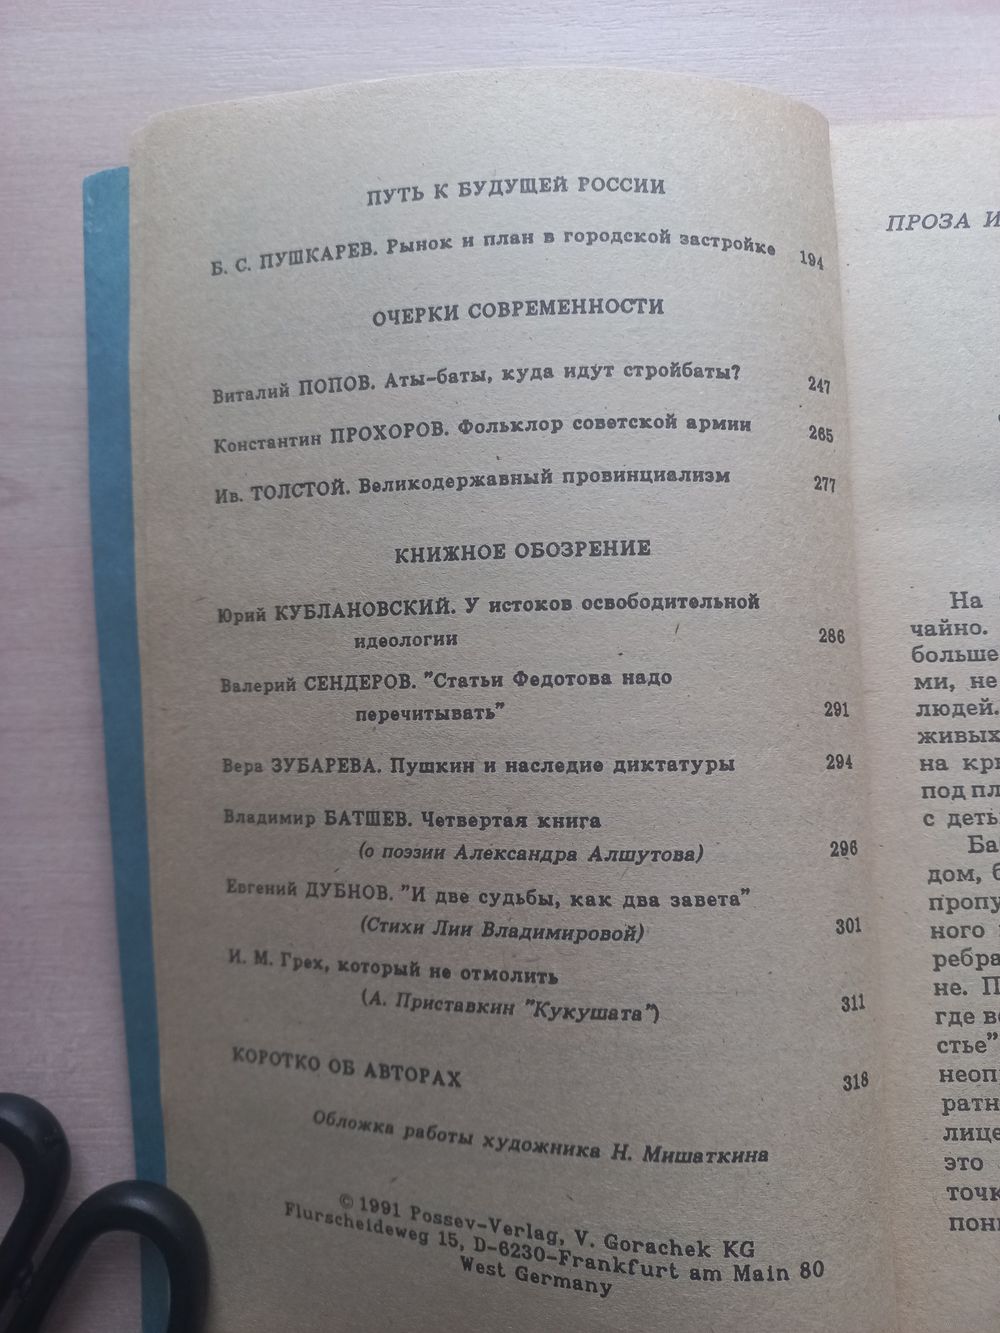 ПУТЬ К БУДУЩЕЙ РОССИИ
Б. С. ПУШКАРЕВ. Рынок и план в городской застройке 194
ОЧЕРКИ СОВРЕМЕННОСТИ
Виталий ПОПОВ. Аты-баты, куда идут стройбаты? 247
Константин ПРОХОРОВ. Фольклор советской армии 265
Ив. ТОЛСТОЙ. Великодержавный провинциализм 277
КНИЖНОЕ ОБОЗРЕНИЕ
Юрий КУБЛАНОВСКИЙ. У истоков освободительной
идеологии 286
Валерий СЕНДЕРОВ. "Статьи Федотова надо
перечитывать" 291
Вера ЗУБАРЕВА. Пушкин и наследие диктатуры 294
Владимир БАТШЕВ. Четвертая книга
(о поэзии Александра Алшутова) 296
Евгений ДУБНОВ. "И две судьбы, как два завета"
(Стихи Лии Владимировой) 301
И. М. Грех, который не отмолить
(А. Приставкин "Кукушата") 311
КОРОТКО ОБ АВТОРАХ 318
Обложка работы художника Н. Мишаткина
© 1991 Possev-Verlag, V. Gorachek KG
Flurscheideweg 15, D-6230-Frankfurt am Main 80
West Germany
ПРОЗА И
На
чайно.
больше
ми, не
людей.
живых
на кри
под пл
с деть
Ба
дом, б
пропу
ного
ребра
не. П
где во
стье"
неоп
ратн
лице
это
точк
пон